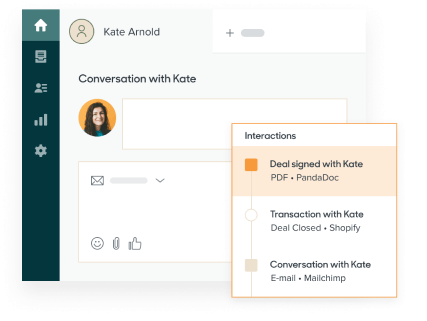 Kate Arnold
+
Conversation with Kate
Interactions
Deal signed with Kate
PDF • PandaDoc
Transaction with Kate
Deal Closed • Shopify
Conversation with Kate
E-mail • Mailchimp